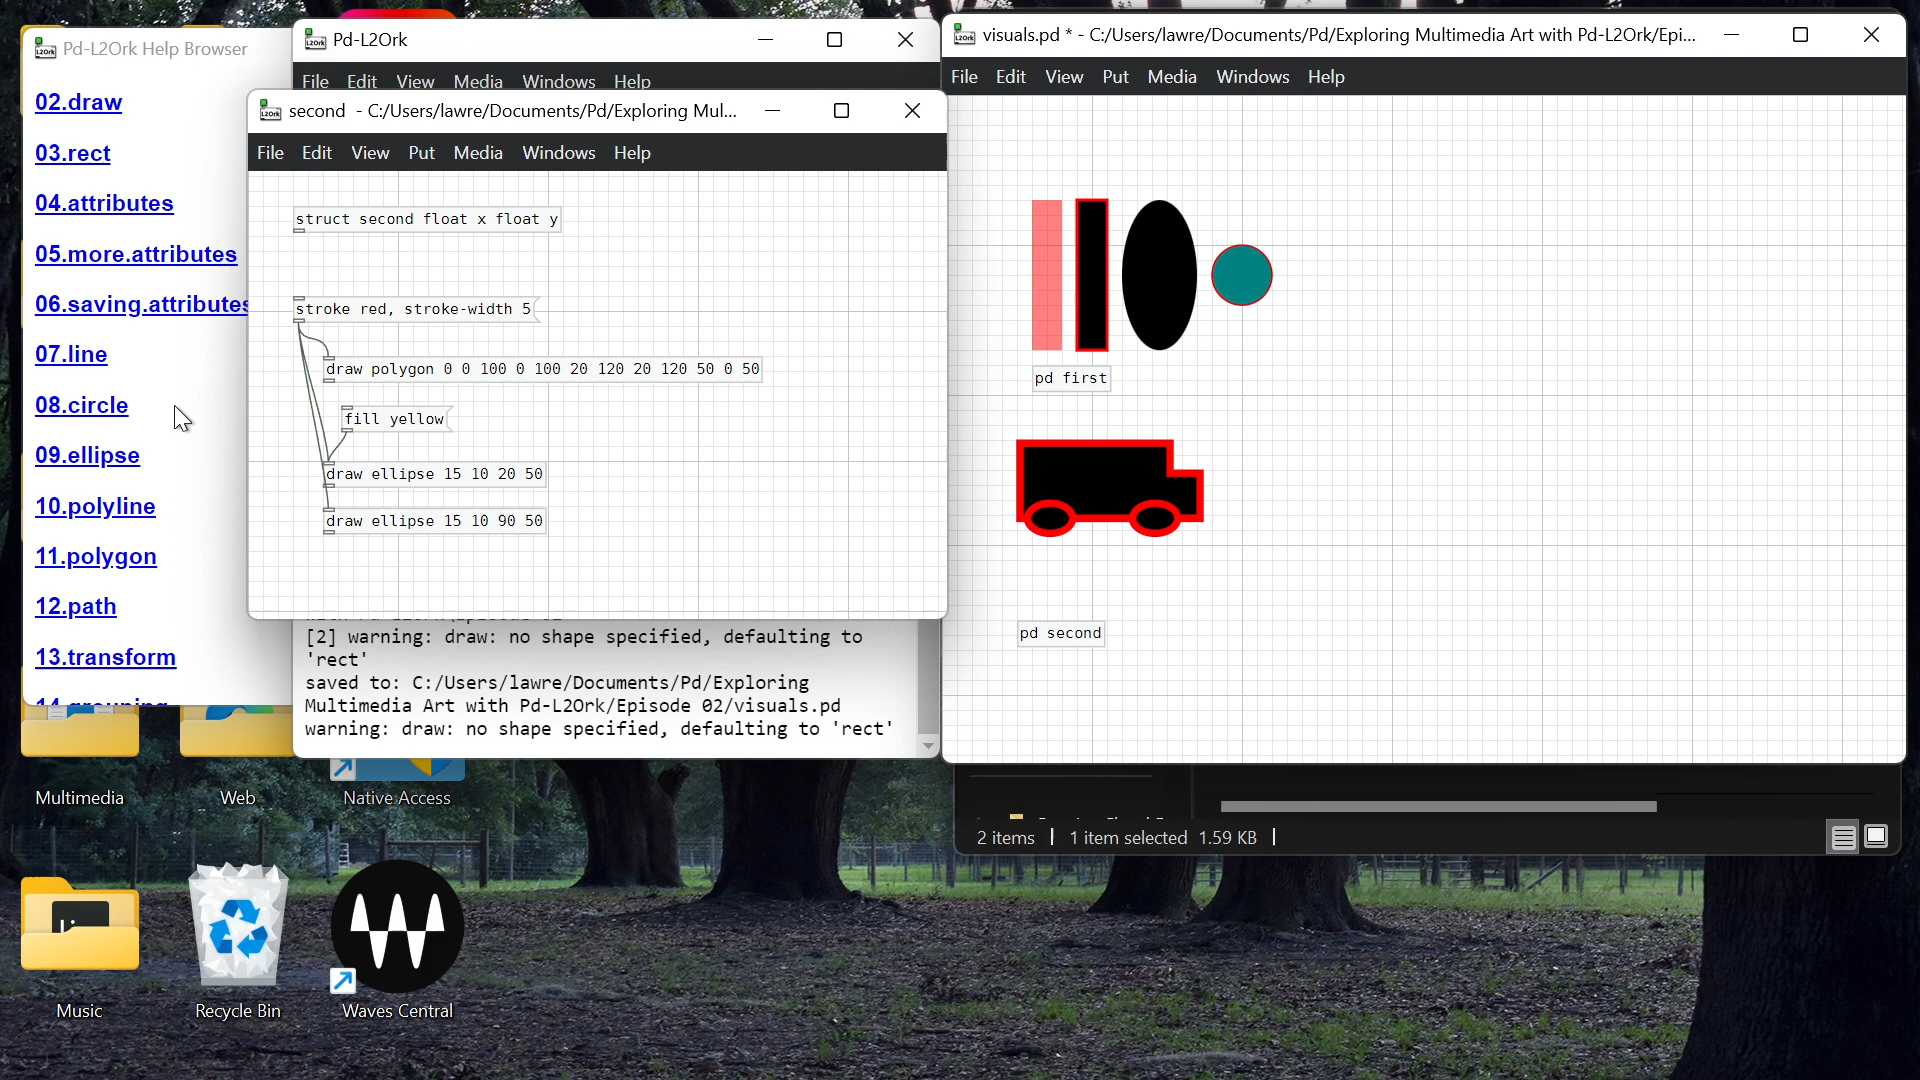 Pd-L2Ork Help Browser
02.draw
03.rect
04.attributes
05.more.attributes
06.saving.attributes
07.line
08.circle
09.ellipse
10.polyline
11.polygon
12.path
13.transform
14.grouping
Pd-L2Ork
File Edit View Media Windows Help
second - C:/Users/lawre/Documents/Pd/Exploring Mul...
File Edit View Put Media Windows Help
struct second float x float y
stroke red, stroke-width 5
draw polygon 0 0 100 0 100 20 120 20 120 50 0 50
fill yellow
draw ellipse 15 10 20 50
draw ellipse 15 10 90 50
[2] warning: draw: no shape specified, defaulting to
'rect'
saved to: C:/Users/lawre/Documents/Pd/Exploring
Multimedia Art with Pd-L2Ork/Episode 02/visuals.pd
warning: draw: no shape specified, defaulting to 'rect'
visuals.pd * - C:/Users/lawre/Documents/Pd/Exploring Multimedia Art with Pd-L2Ork/Epi...
File Edit View Put Media Windows Help
pd first
pd second
2 items | 1 item selected 1.59 KB |
Multimedia
Web
Native Access
Music
Recycle Bin
Waves Central